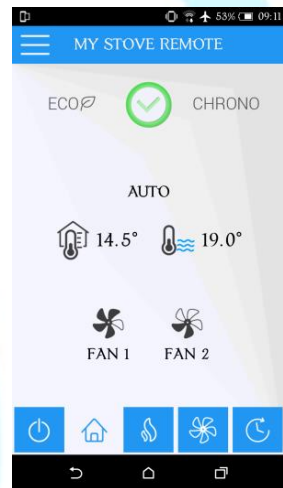 53% 09:11
MY STOVE REMOTE
ECO CHRONO
AUTO
14.5° 19.0°
FAN 1 FAN 2